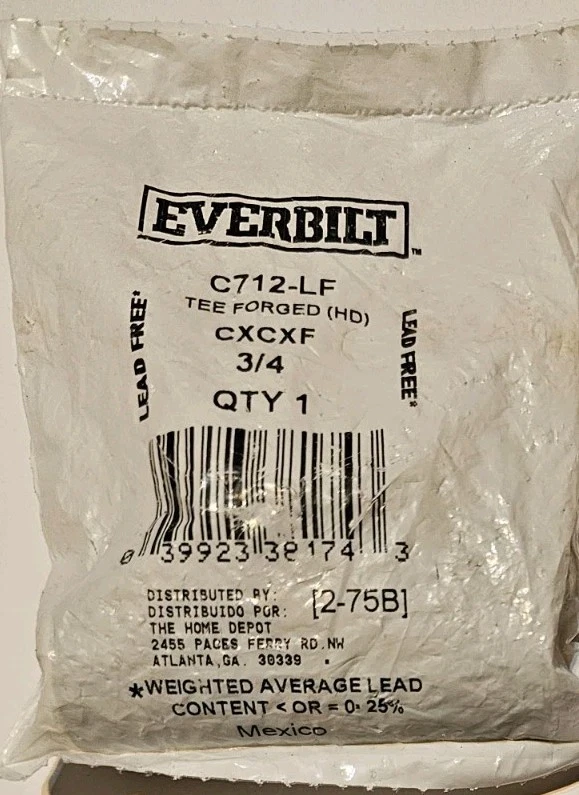 EVERBILT™
C712-LF
TEE FORGED (HD)
CXCXF
3/4
QTY 1
LEAD FREE*
LEAD FREE*
0 39923 38174 3
DISTRIBUTED BY:
DISTRIBUIDO POR: [2-75B]
THE HOME DEPOT
2455 PACES FERRY RD.NW
ATLANTA,GA. 30339 .
*WEIGHTED AVERAGE LEAD
CONTENT < OR = 0. 25%
Mexico